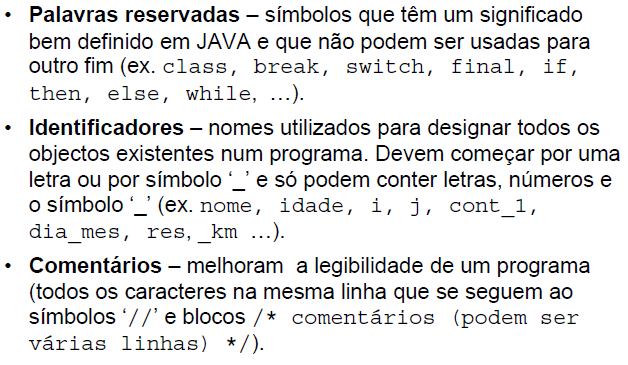 • Palavras reservadas – símbolos que têm um significado
bem definido em JAVA e que não podem ser usadas para
outro fim (ex. class, break, switch, final, if,
then, else, while, …).
• Identificadores – nomes utilizados para designar todos os
objectos existentes num programa. Devem começar por uma
letra ou por símbolo ‘_’ e só podem conter letras, números e
o símbolo ‘_’ (ex. nome, idade, i, j, cont_1,
dia_mes, res, _km …).
• Comentários – melhoram a legibilidade de um programa
(todos os caracteres na mesma linha que se seguem ao
símbolos ‘//’ e blocos /* comentários (podem ser
várias linhas) */).